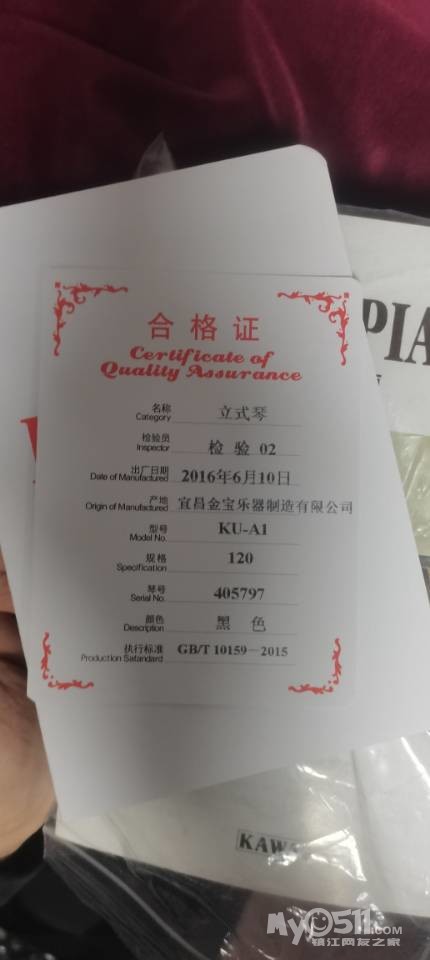 合格证
Certificate of
Quality Assurance
名称 立式琴
Category
检验员 检 验 02
Inspector
出厂日期 2016年6月10日
Date of Manufactured
产地 宜昌金宝乐器制造有限公司
Origin of Manufactured
型号 KU-A1
Model No.
规格 120
Specification
琴号 405797
Serial No.
颜色 黑 色
Description
执行标准 GB/T 10159－2015
Production Satandard
PIA
KAW
My0511.COM
镇江网友之家